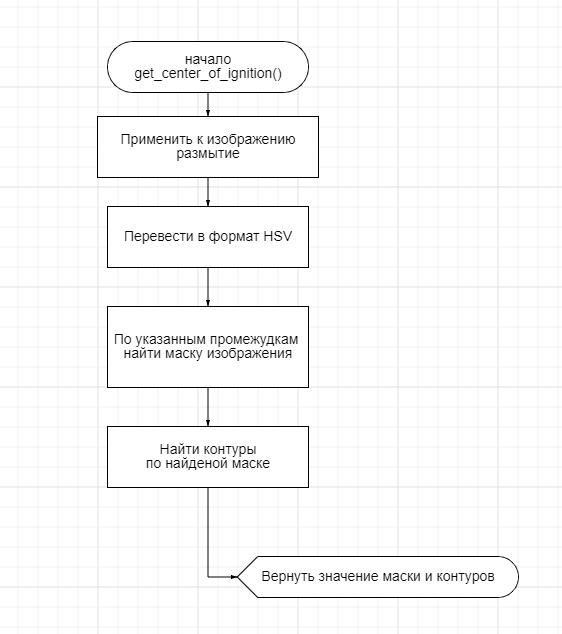 начало
get_center_of_ignition()
Применить к изображению
размытие
Перевести в формат HSV
По указанным промежудкам
найти маску изображения
Найти контуры
по найденой маске
Вернуть значение маски и контуров